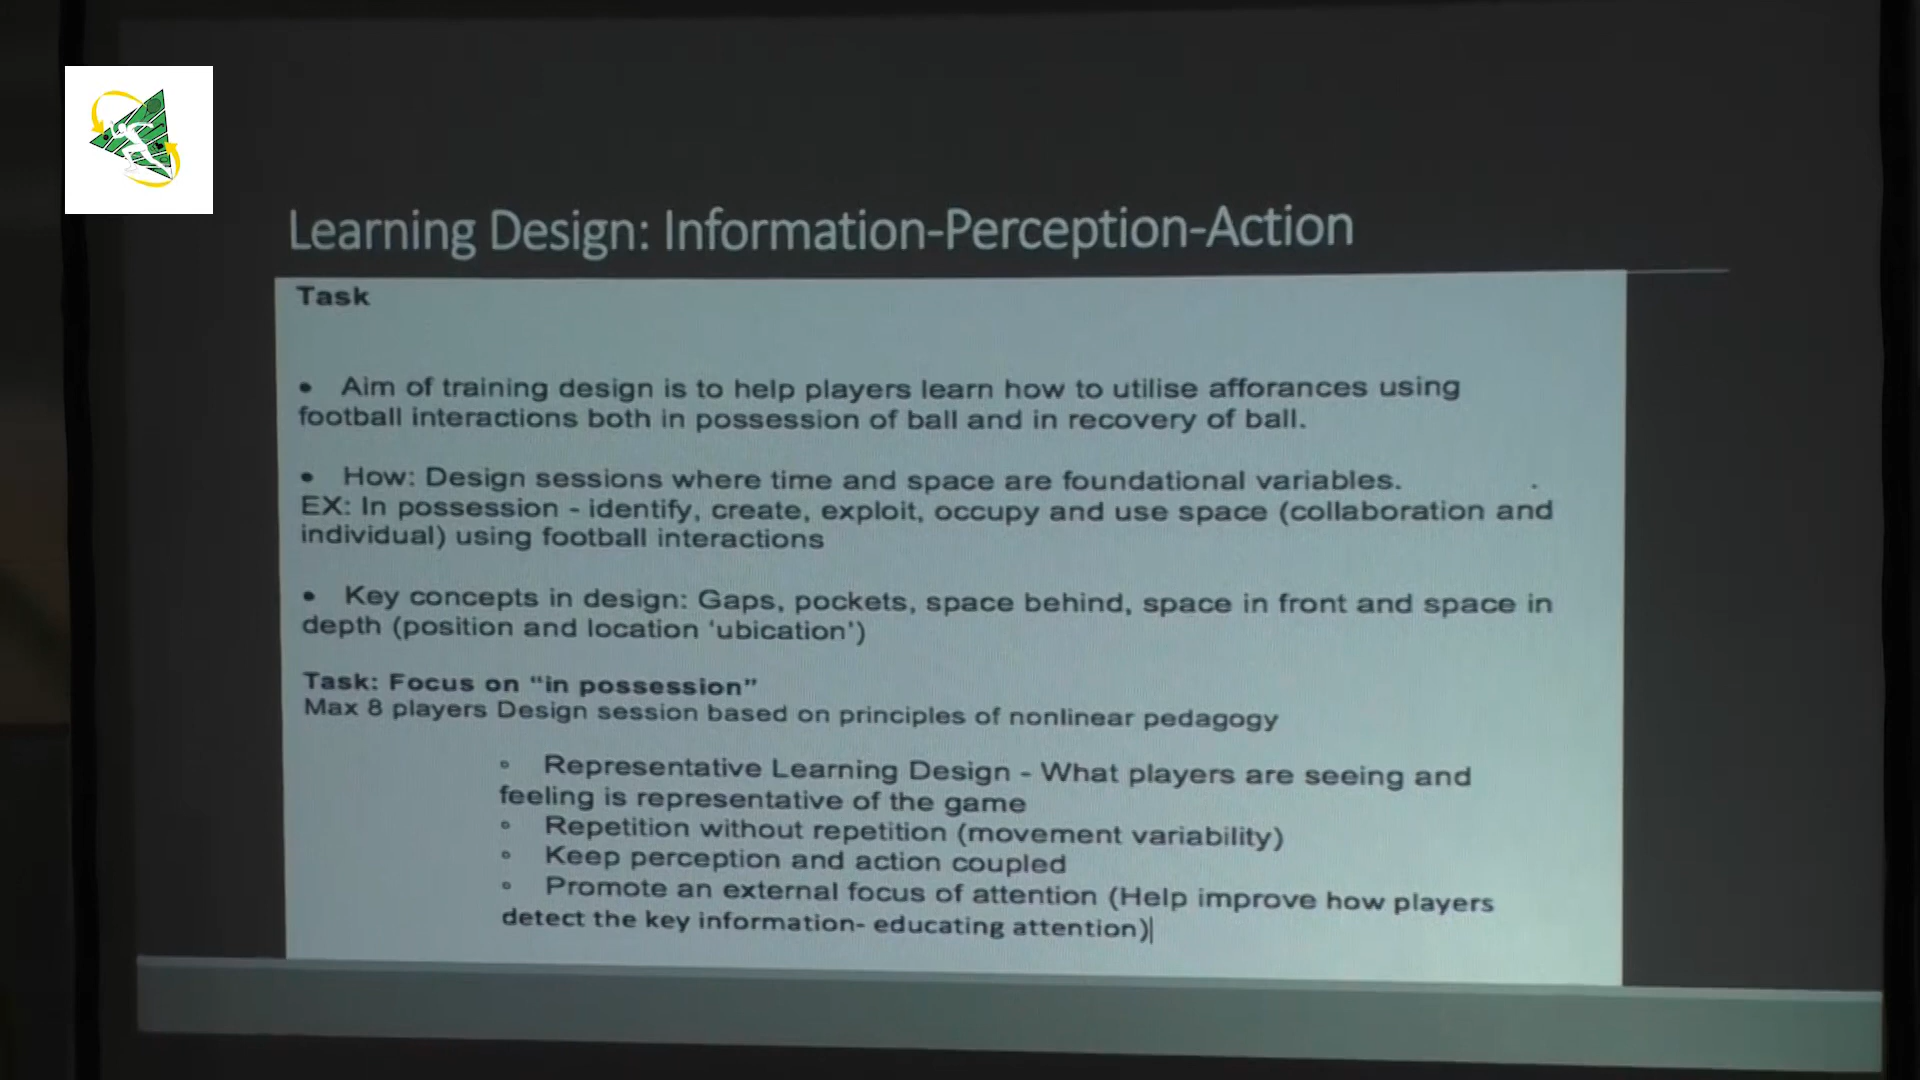 Learning Design: Information-Perception-Action
Task
• Aim of training design is to help players learn how to utilise afforances using
football interactions both in possession of ball and in recovery of ball.
• How: Design sessions where time and space are foundational variables.
EX: In possession - identify, create, exploit, occupy and use space (collaboration and
individual) using football interactions
• Key concepts in design: Gaps, pockets, space behind, space in front and space in
depth (position and location ‘ubication’)
Task: Focus on “in possession”
Max 8 players Design session based on principles of nonlinear pedagogy
° Representative Learning Design - What players are seeing and
feeling is representative of the game
° Repetition without repetition (movement variability)
° Keep perception and action coupled
° Promote an external focus of attention (Help improve how players
detect the key information- educating attention)